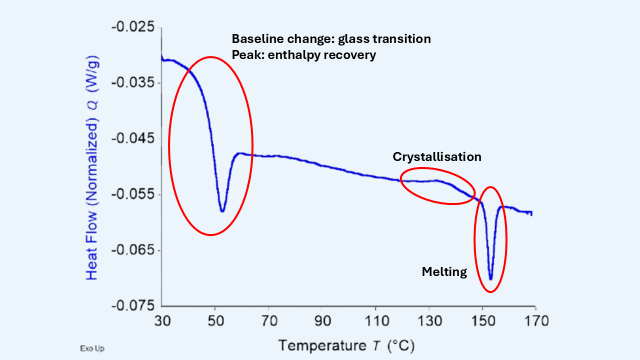 Baseline change: glass transition
Peak: enthalpy recovery
Crystallisation
Melting
Heat Flow (Normalized) Q (W/g)
-0.025
-0.035
-0.045
-0.055
-0.065
-0.075
30 50 70 90 110 130 150 170
Temperature T (°C)
Exo Up